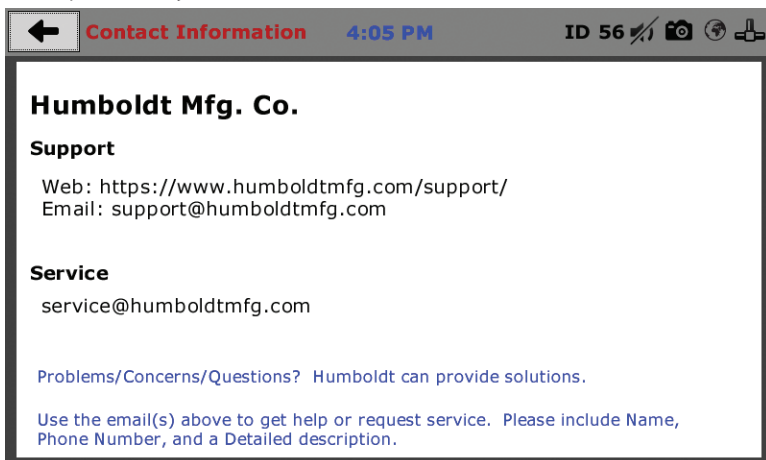 Contact Information 4:05 PM ID 56
Humboldt Mfg. Co.
Support
Web: https://www.humboldtmfg.com/support/
Email: support@humboldtmfg.com
Service
service@humboldtmfg.com
Problems/Concerns/Questions? Humboldt can provide solutions.
Use the email(s) above to get help or request service. Please include Name,
Phone Number, and a Detailed description.